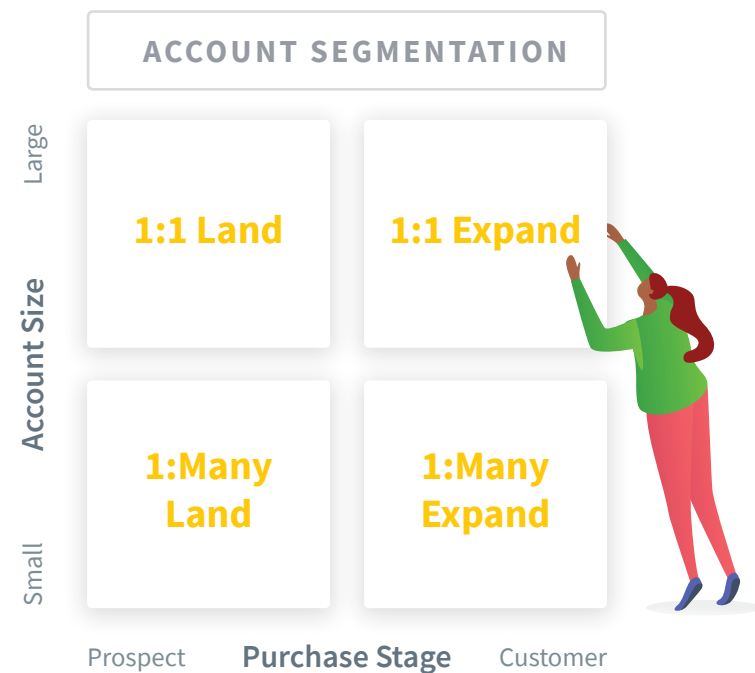 ACCOUNT SEGMENTATION
Large
1:1 Land
1:1 Expand
Account Size
1:Many
Land
1:Many
Expand
Small
Prospect
Purchase Stage
Customer